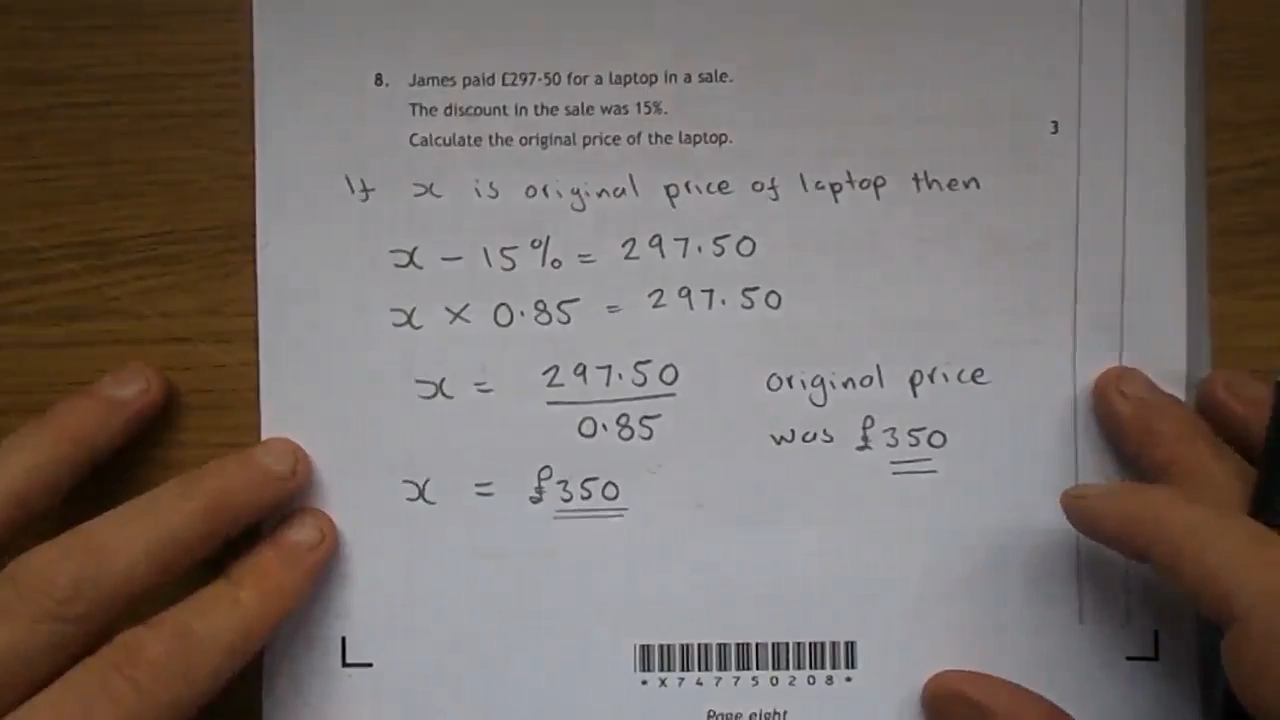 8. James paid £297·50 for a laptop in a sale.
The discount in the sale was 15%.
Calculate the original price of the laptop.
3
If x is original price of laptop then
x - 15% = 297.50
x × 0.85 = 297.50
x = 297.50 / 0.85
x = £350
original price
was £350
*X747750208*
Page eight